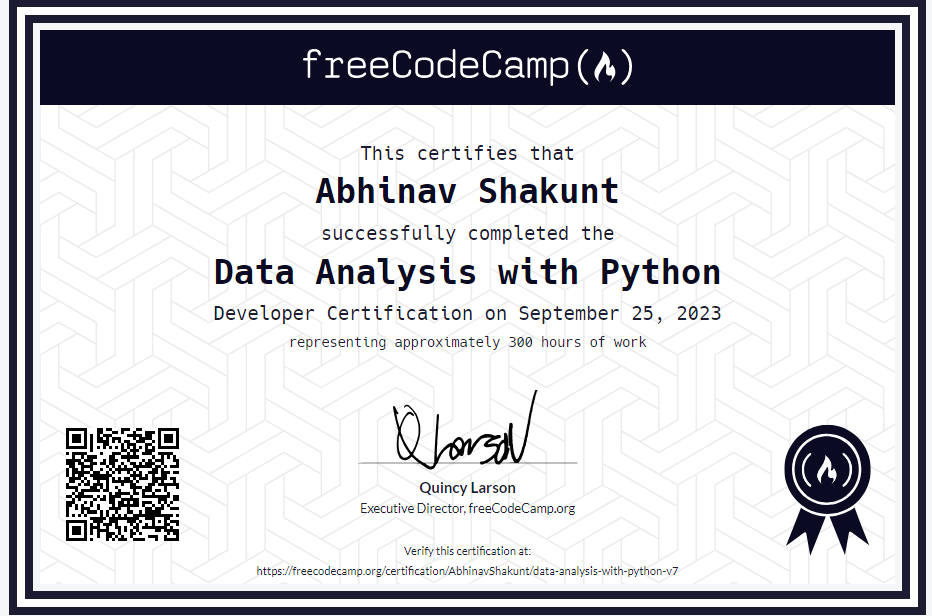 freeCodeCamp
This certifies that
Abhinav Shakunt
successfully completed the
Data Analysis with Python
Developer Certification on September 25, 2023
representing approximately 300 hours of work
Quincy Larson
Executive Director, freeCodeCamp.org
Verify this certification at:
https://freecodecamp.org/certification/AbhinavShakunt/data-analysis-with-python-v7